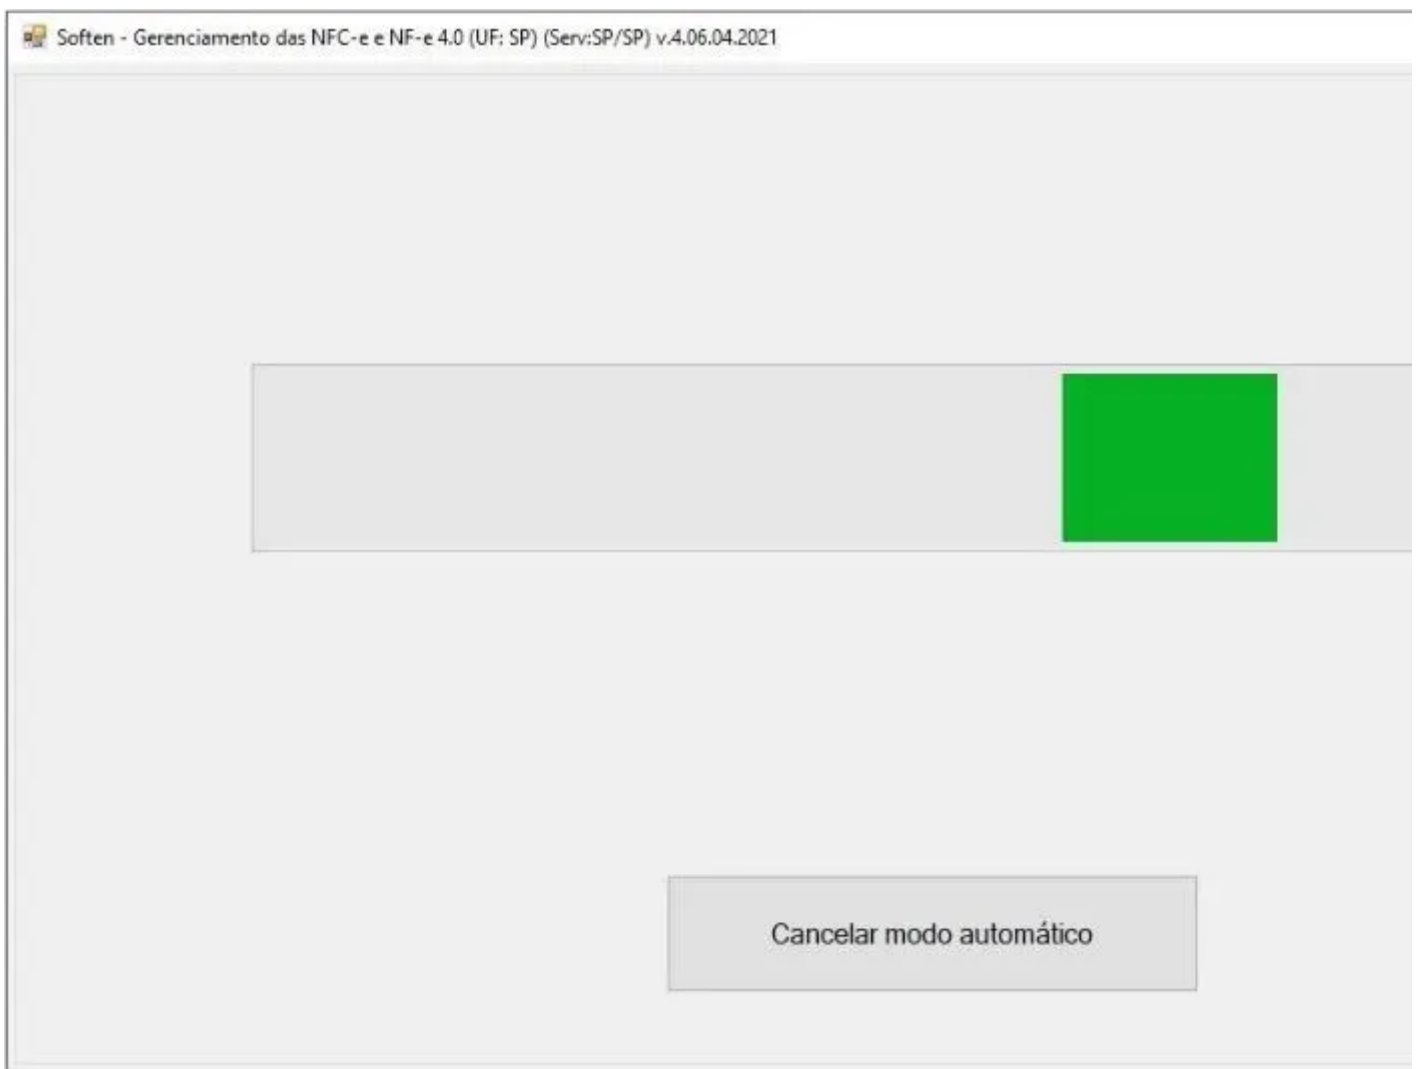 Soften - Gerenciamento das NFC-e e NF-e 4.0 (UF: SP) (Serv:SP/SP) v.4.06.04.2021
Cancelar modo automático